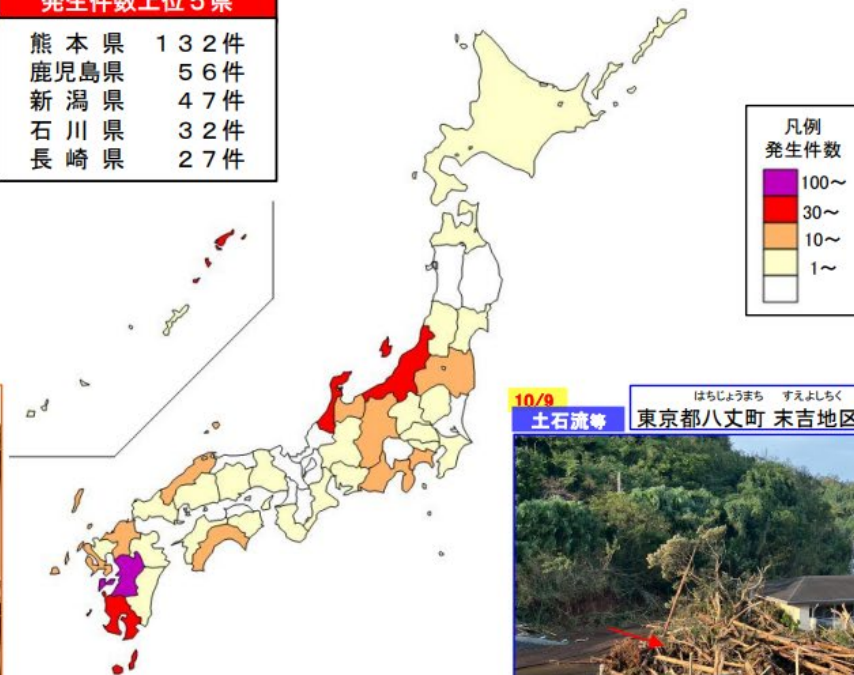 発生件数上位5県
熊本県 132件
鹿児島県 56件
新潟県 47件
石川県 32件
長崎県 27件
凡例
発生件数
100~
30~
10~
1~
10/9
土石流等
はちじょうまち すえよしちく
東京都八丈町 末吉地区